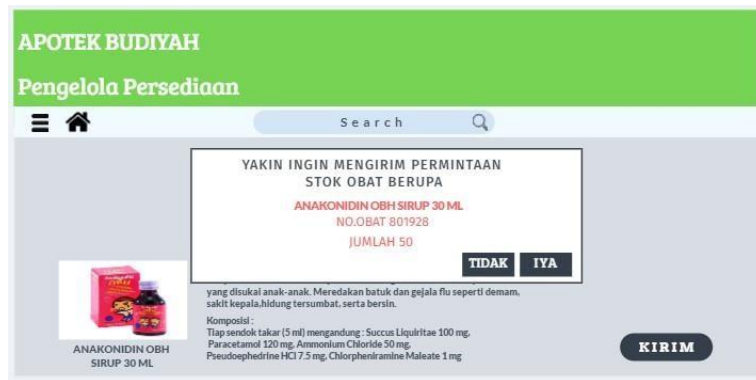 APOTEK BUDIYAH
Pengelola Persediaan
Search
YAKIN INGIN MENGIRIM PERMINTAAN
STOK OBAT BERUPA
ANAKONIDIN OBH SIRUP 30 ML
NO.OBAT 801928
JUMLAH 50
TIDAK IYA
yang disukai anak-anak. Meredakan batuk dan gejala flu seperti demam,
sakit kepala,hidung tersumbat, serta bersin.
Komposisi :
Tiap sendok takar (5 ml) mengandung : Succus Liquiritae 100 mg,
Paracetamol 120 mg, Ammonium Chloride 50 mg,
Pseudoephedrine HCl 7.5 mg, Chlorpheniramine Maleate 1 mg
ANAKONIDIN OBH
SIRUP 30 ML
KIRIM